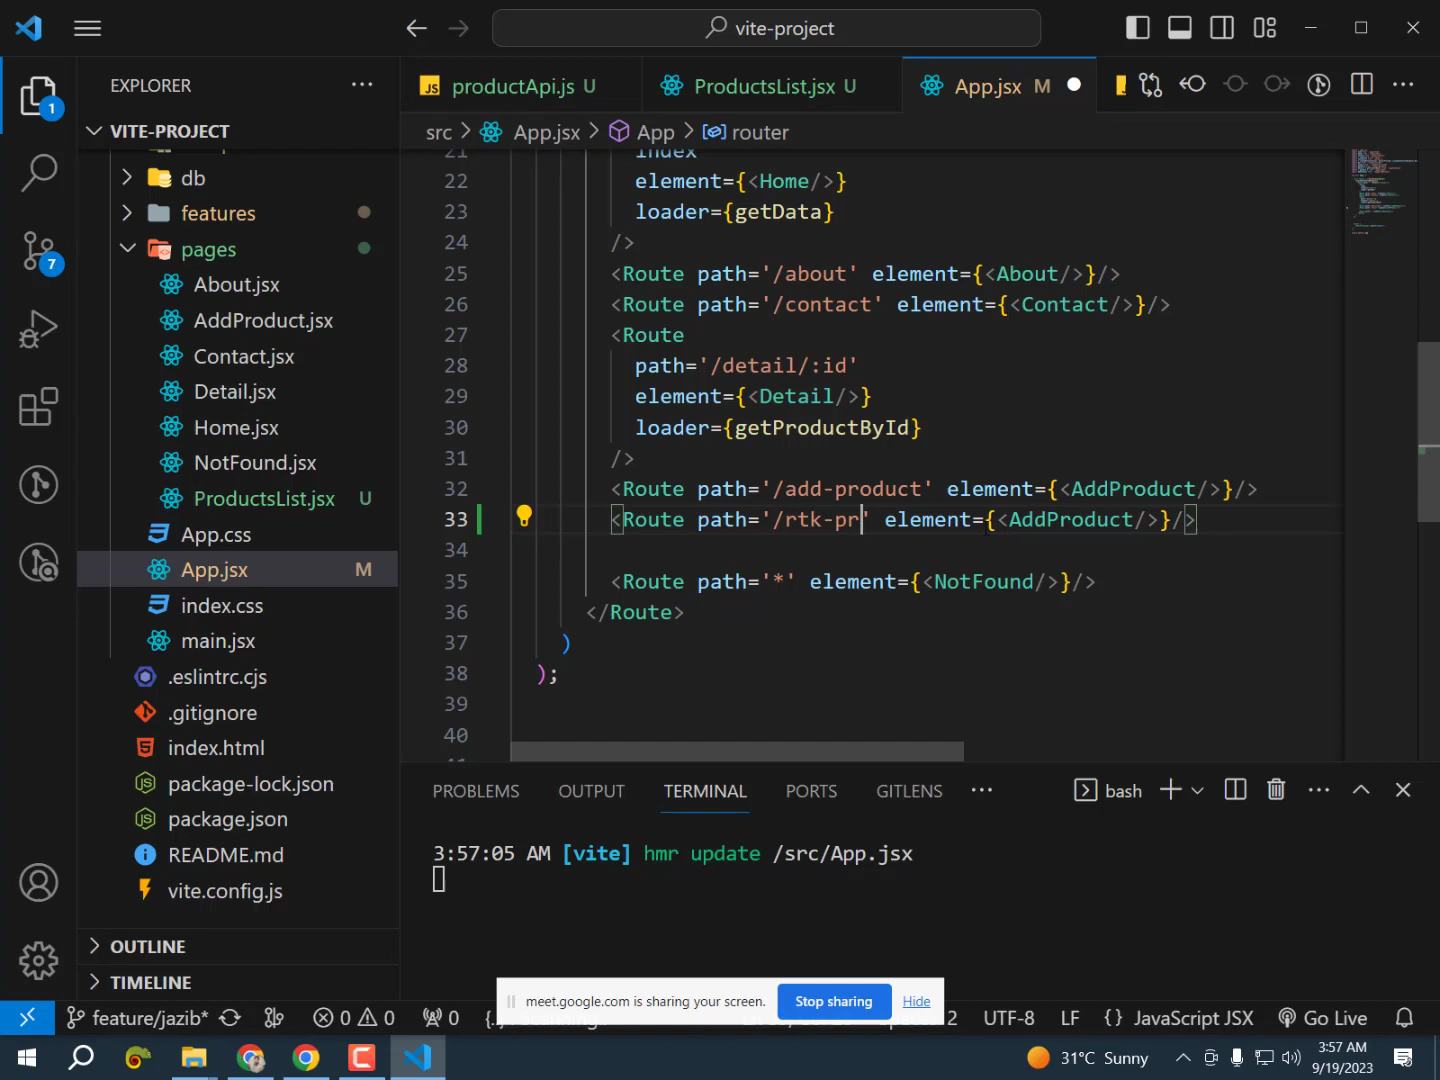 vite-project
EXPLORER
1
VITE-PROJECT
db
features
pages
About.jsx
AddProduct.jsx
Contact.jsx
Detail.jsx
Home.jsx
NotFound.jsx
ProductsList.jsx U
App.css
App.jsx M
index.css
main.jsx
.eslintrc.cjs
.gitignore
index.html
package-lock.json
package.json
README.md
vite.config.js
OUTLINE
TIMELINE
7
productApi.js U
ProductsList.jsx U
App.jsx M
src > App.jsx > App > router
21 index
22 element={<Home/>}
23 loader={getData}
24 />
25 <Route path='/about' element={<About/>}/>
26 <Route path='/contact' element={<Contact/>}/>
27 <Route
28 path='/detail/:id'
29 element={<Detail/>}
30 loader={getProductById}
31 />
32 <Route path='/add-product' element={<AddProduct/>}/>
33 <Route path='/rtk-pr' element={<AddProduct/>}/>
34
35 <Route path='*' element={<NotFound/>}/>
36 </Route>
37 )
38 );
39
40
PROBLEMS OUTPUT TERMINAL PORTS GITLENS
bash
3:57:05 AM [vite] hmr update /src/App.jsx
meet.google.com is sharing your screen. Stop sharing Hide
feature/jazib* 0 0 0 2 UTF-8 LF {} JavaScript JSX Go Live
31°C Sunny
3:57 AM
9/19/2023